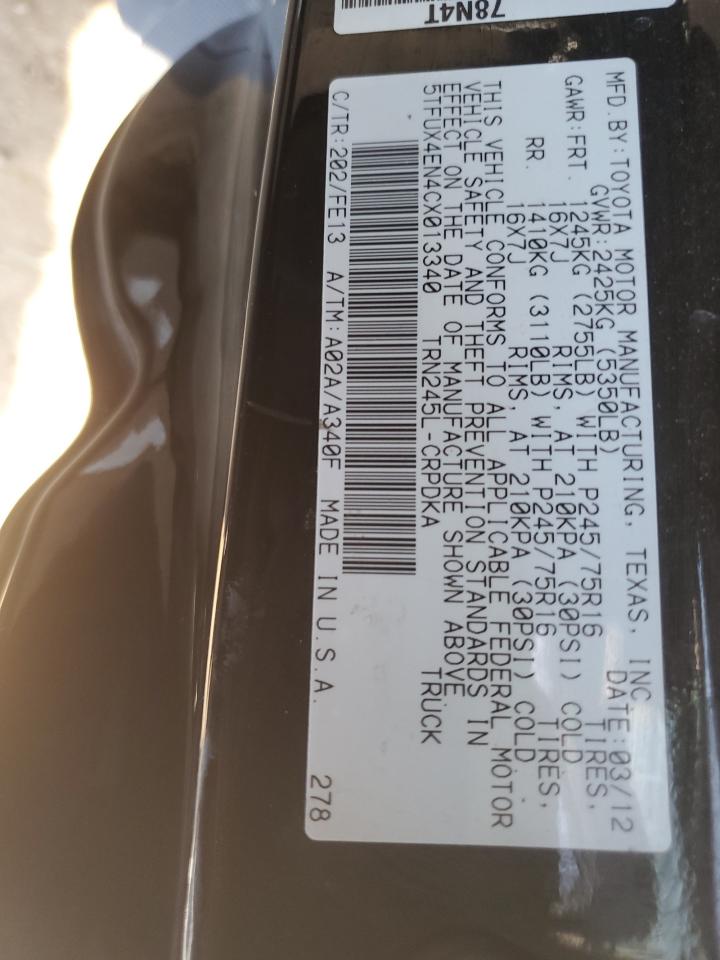 78N4T
MFD.BY:TOYOTA MOTOR MANUFACTURING, TEXAS, INC
GVWR:2425KG (5350LB) DATE:03/12
GAWR:FRT. 1245KG (2755LB) WITH P245/75R16 TIRES,
16X7J RIMS, AT 210KPA (30PSI) COLD
RR. 1410KG (3110LB) WITH P245/75R16 TIRES,
16X7J RIMS, AT 210KPA (30PSI) COLD
THIS VEHICLE CONFORMS TO ALL APPLICABLE FEDERAL MOTOR
VEHICLE SAFETY AND THEFT PREVENTION STANDARDS IN
EFFECT ON THE DATE OF MANUFACTURE SHOWN ABOVE.
5TFUX4EN4CX013340 TRN245L-CRPDKA TRUCK
C/TR:202/FE13 A/TM:A02A/A340F MADE IN U.S.A. 278